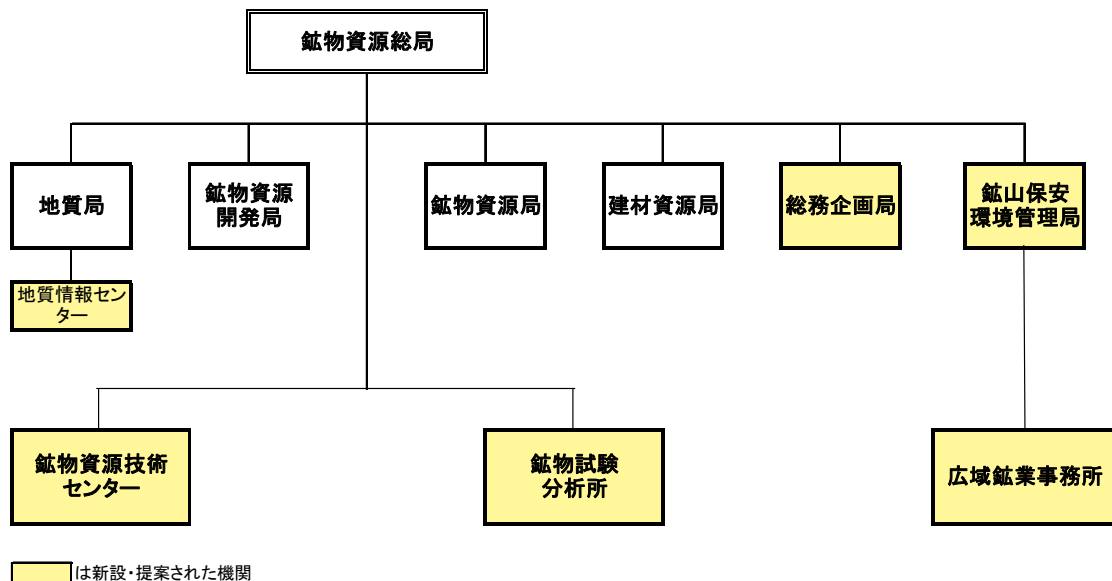 鉱物資源総局
地質局
鉱物資源
開発局
鉱物資源局
建材資源局
総務企画局
鉱山保安
環境管理局
地質情報セン
ター
鉱物資源技術
センター
鉱物試験
分析所
広域鉱業事務所
は新設・提案された機関